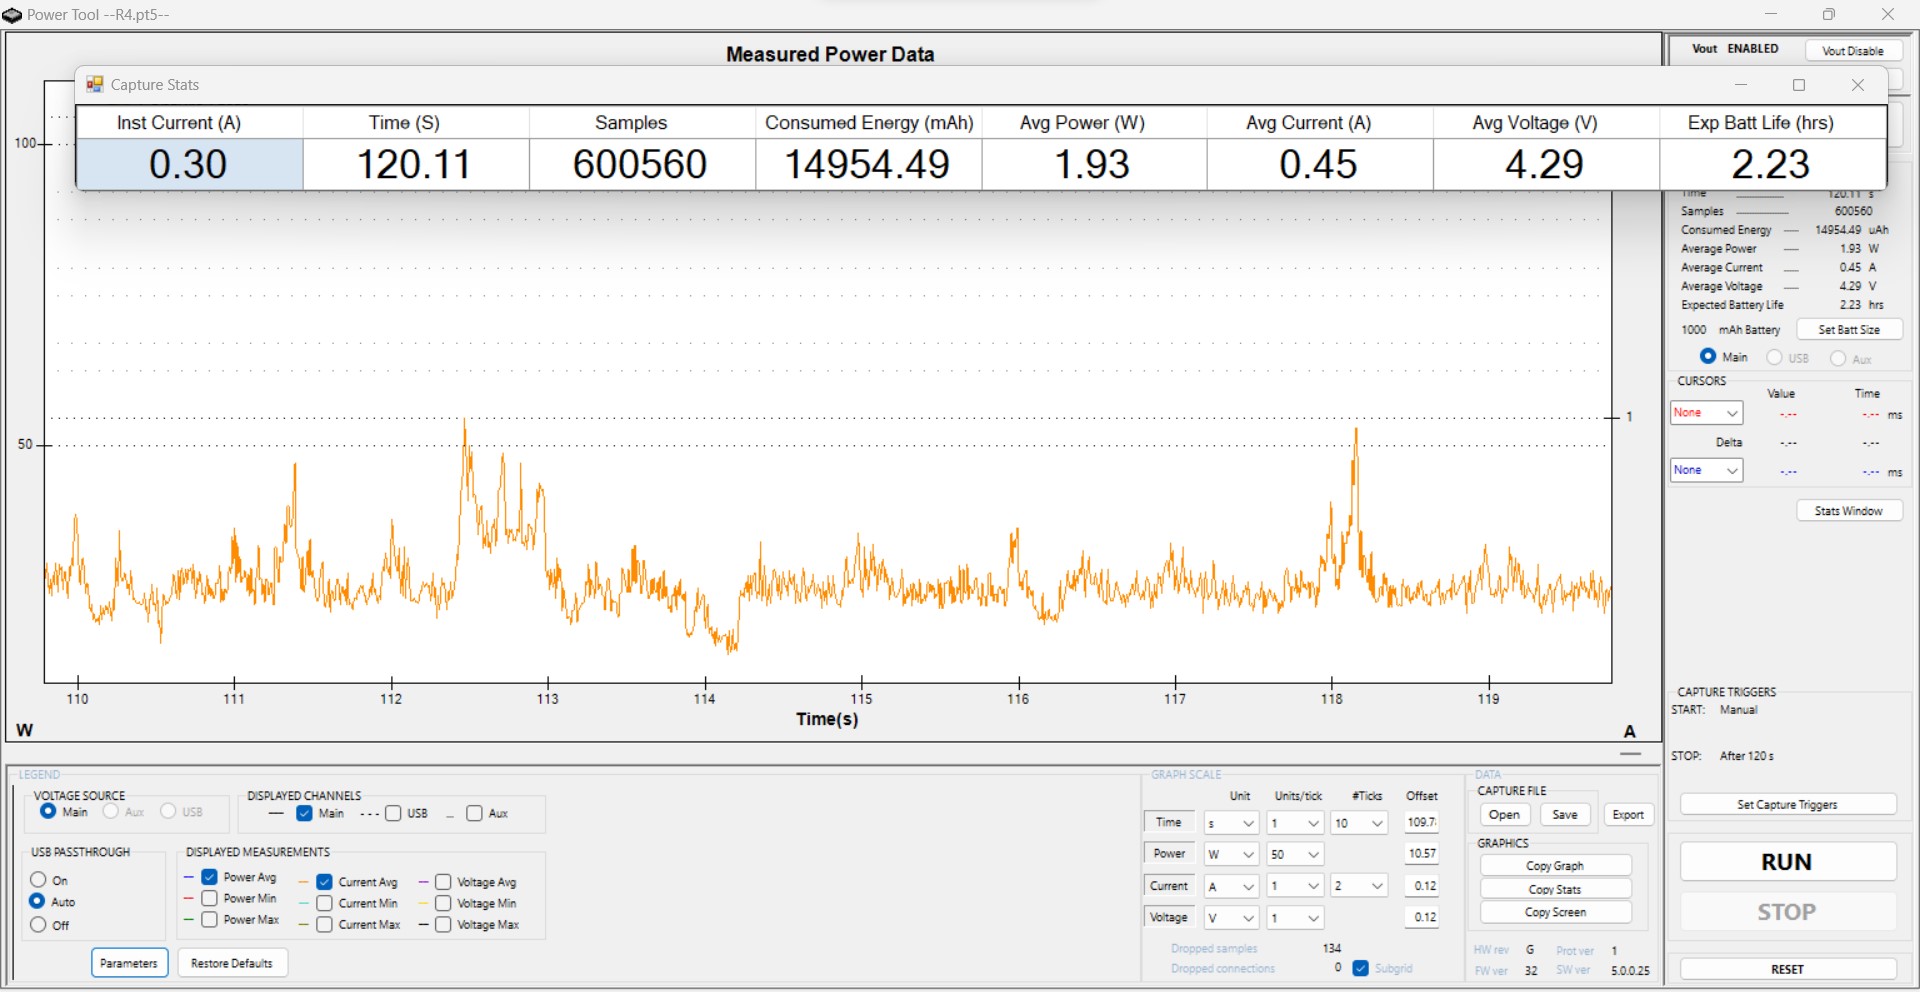 Power Tool --R4.pt5--
Measured Power Data
Capture Stats
Inst Current (A) Time (S) Samples Consumed Energy (mAh) Avg Power (W) Avg Current (A) Avg Voltage (V) Exp Batt Life (hrs)
0.30 120.11 600560 14954.49 1.93 0.45 4.29 2.23
100
50
1
110 111 112 113 114 115 116 117 118 119
Time(s)
W
A
Vout ENABLED Vout Disable
Time 120.11 s
Samples 600560
Consumed Energy 14954.49 uAh
Average Power 1.93 W
Average Current 0.45 A
Average Voltage 4.29 V
Expected Battery Life 2.23 hrs
1000 mAh Battery Set Batt Size
Main USB Aux
CURSORS
Value Time
None -.-- -.-- ms
Delta -.-- -.--
None -.-- -.-- ms
Stats Window
CAPTURE TRIGGERS
START: Manual
STOP: After 120 s
Set Capture Triggers
RUN
STOP
RESET
LEGEND
VOLTAGE SOURCE
Main Aux USB
DISPLAYED CHANNELS
Main USB Aux
USB PASSTHROUGH
On
Auto
Off
DISPLAYED MEASUREMENTS
Power Avg Current Avg Voltage Avg
Power Min Current Min Voltage Min
Power Max Current Max Voltage Max
Parameters Restore Defaults
GRAPH SCALE
Unit Units/tick #Ticks Offset
Time s 1 10 109.7
Power W 50 10.57
Current A 1 2 0.12
Voltage V 1 0.12
Dropped samples 134
Dropped connections 0 Subgrid
DATA
CAPTURE FILE
Open Save Export
GRAPHICS
Copy Graph
Copy Stats
Copy Screen
HW rev G Prot ver 1
FW ver 32 SW ver 5.0.0.25